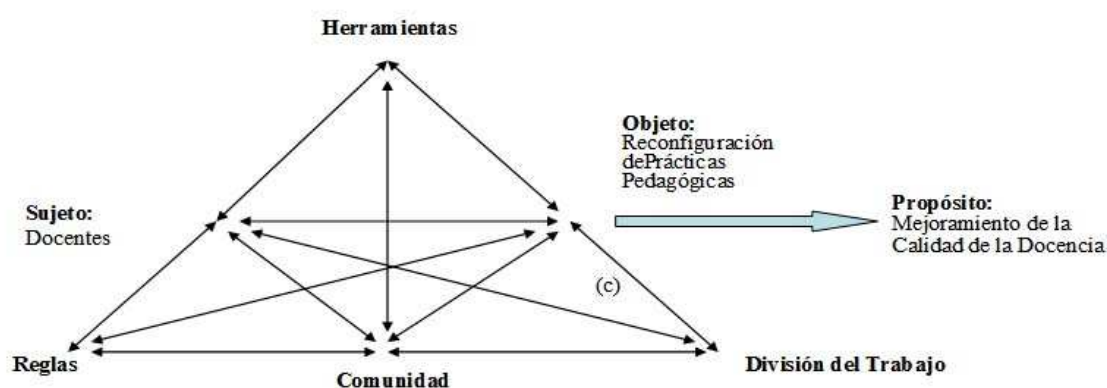 Herramientas
Objeto:
Reconfiguración
dePrácticas
Pedagógicas
Sujeto:
Docentes
Propósito:
Mejoramiento de la
Calidad de la Docencia
(c)
Reglas
Comunidad
División del Trabajo